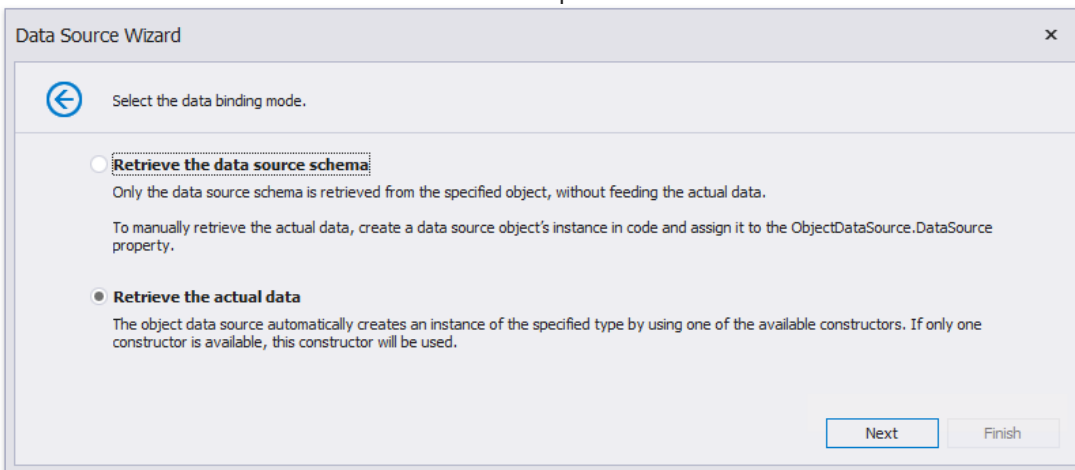 Data Source Wizard
Select the data binding mode.
Retrieve the data source schema
Only the data source schema is retrieved from the specified object, without feeding the actual data.
To manually retrieve the actual data, create a data source object's instance in code and assign it to the ObjectDataSource.DataSource
property.
Retrieve the actual data
The object data source automatically creates an instance of the specified type by using one of the available constructors. If only one
constructor is available, this constructor will be used.
Next Finish